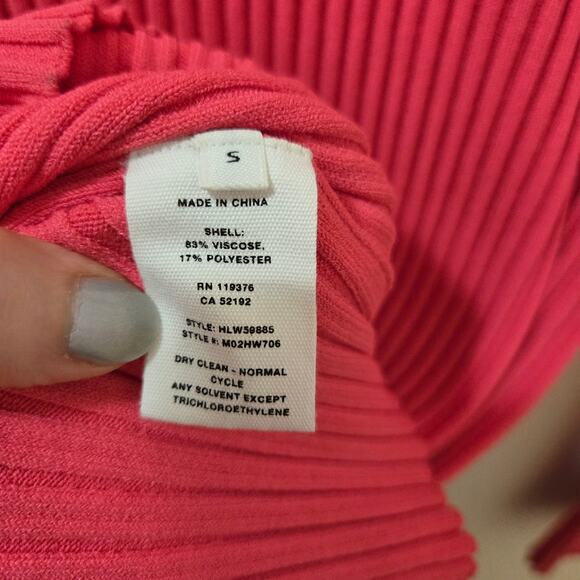 S
MADE IN CHINA
SHELL:
83% VISCOSE,
17% POLYESTER
RN 119376
CA 52192
STYLE: HLW59885
STYLE #: M02HW706
DRY CLEAN - NORMAL
CYCLE
ANY SOLVENT EXCEPT
TRICHLOROETHYLENE